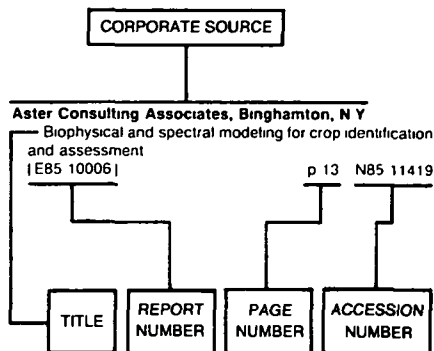 CORPORATE SOURCE
Aster Consulting Associates, Binghamton, N Y
Biophysical and spectral modeling for crop identification
and assessment
[E85 10006] p 13 N85 11419
TITLE REPORT NUMBER PAGE NUMBER ACCESSION NUMBER